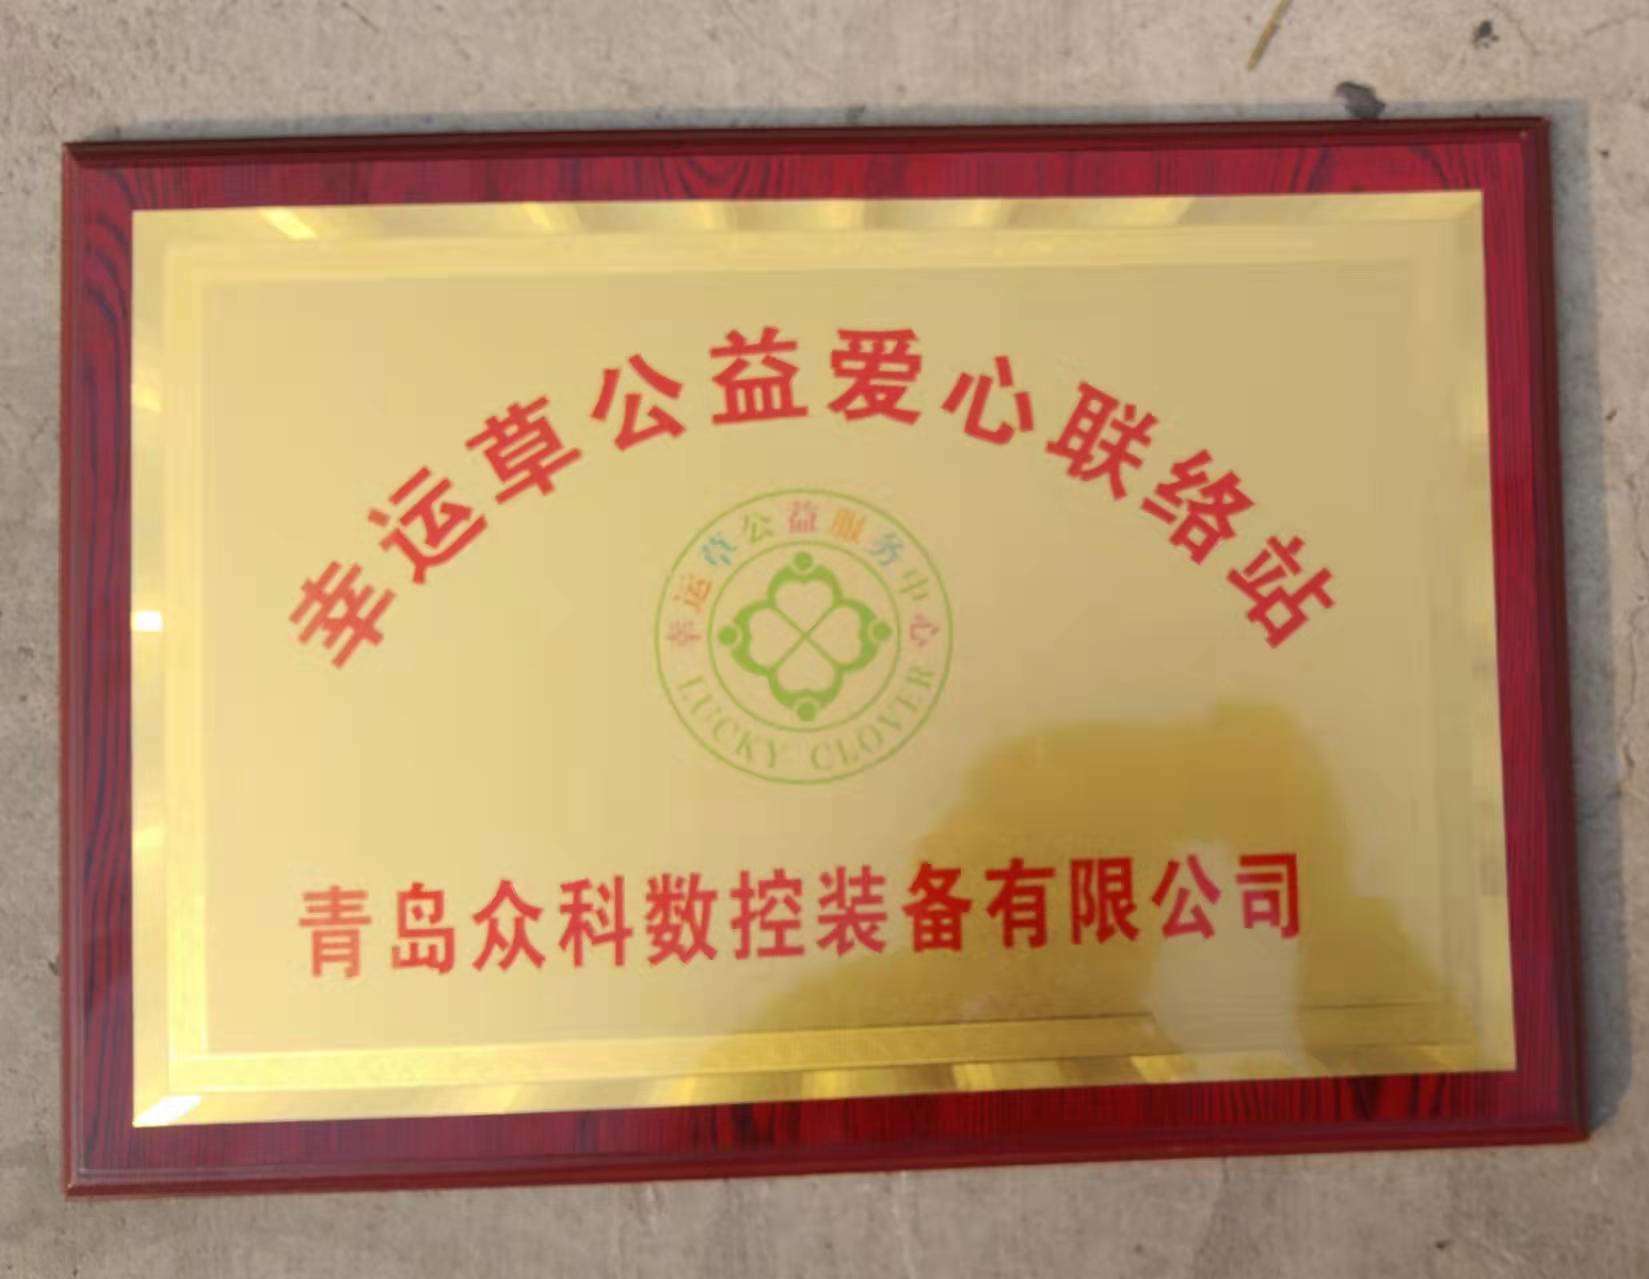 幸运草公益爱心联络站
幸运草公益服务中心
LUCKY CLOVER
青岛众科数控装备有限公司